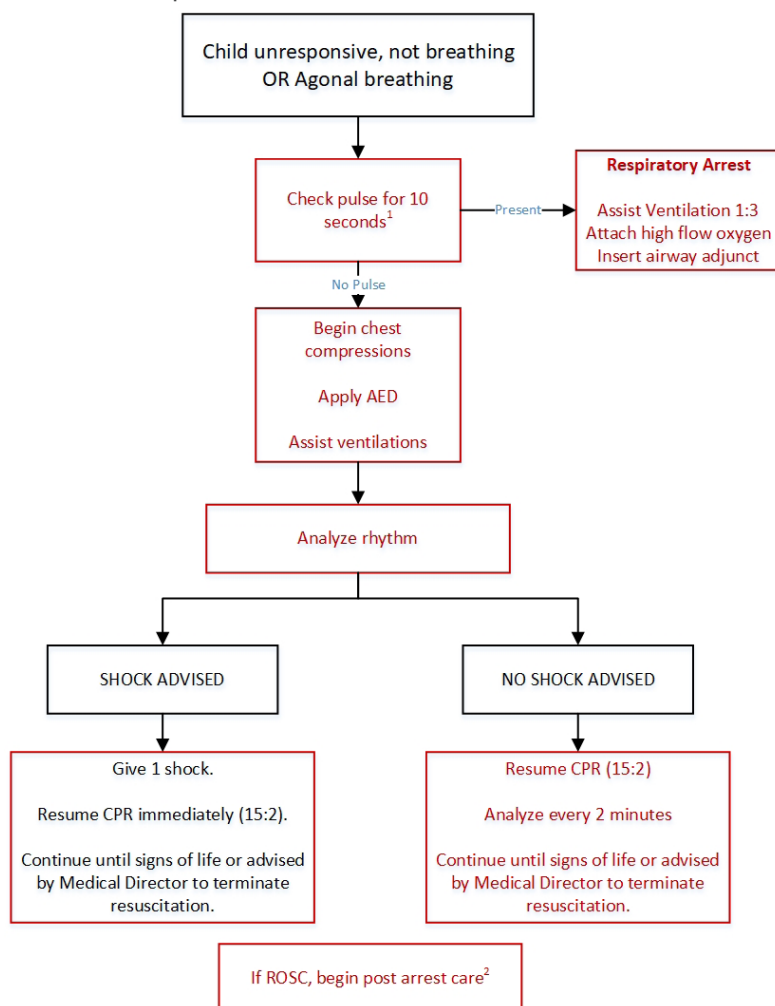 Child unresponsive, not breathing
OR Agonal breathing
Check pulse for 10
seconds1
Present
Respiratory Arrest
Assist Ventilation 1:3
Attach high flow oxygen
Insert airway adjunct
No Pulse
Begin chest
compressions
Apply AED
Assist ventilations
Analyze rhythm
SHOCK ADVISED
NO SHOCK ADVISED
Give 1 shock.
Resume CPR immediately (15:2).
Continue until signs of life or advised
by Medical Director to terminate
resuscitation.
Resume CPR (15:2)
Analyze every 2 minutes
Continue until signs of life or advised
by Medical Director to terminate
resuscitation.
If ROSC, begin post arrest care2